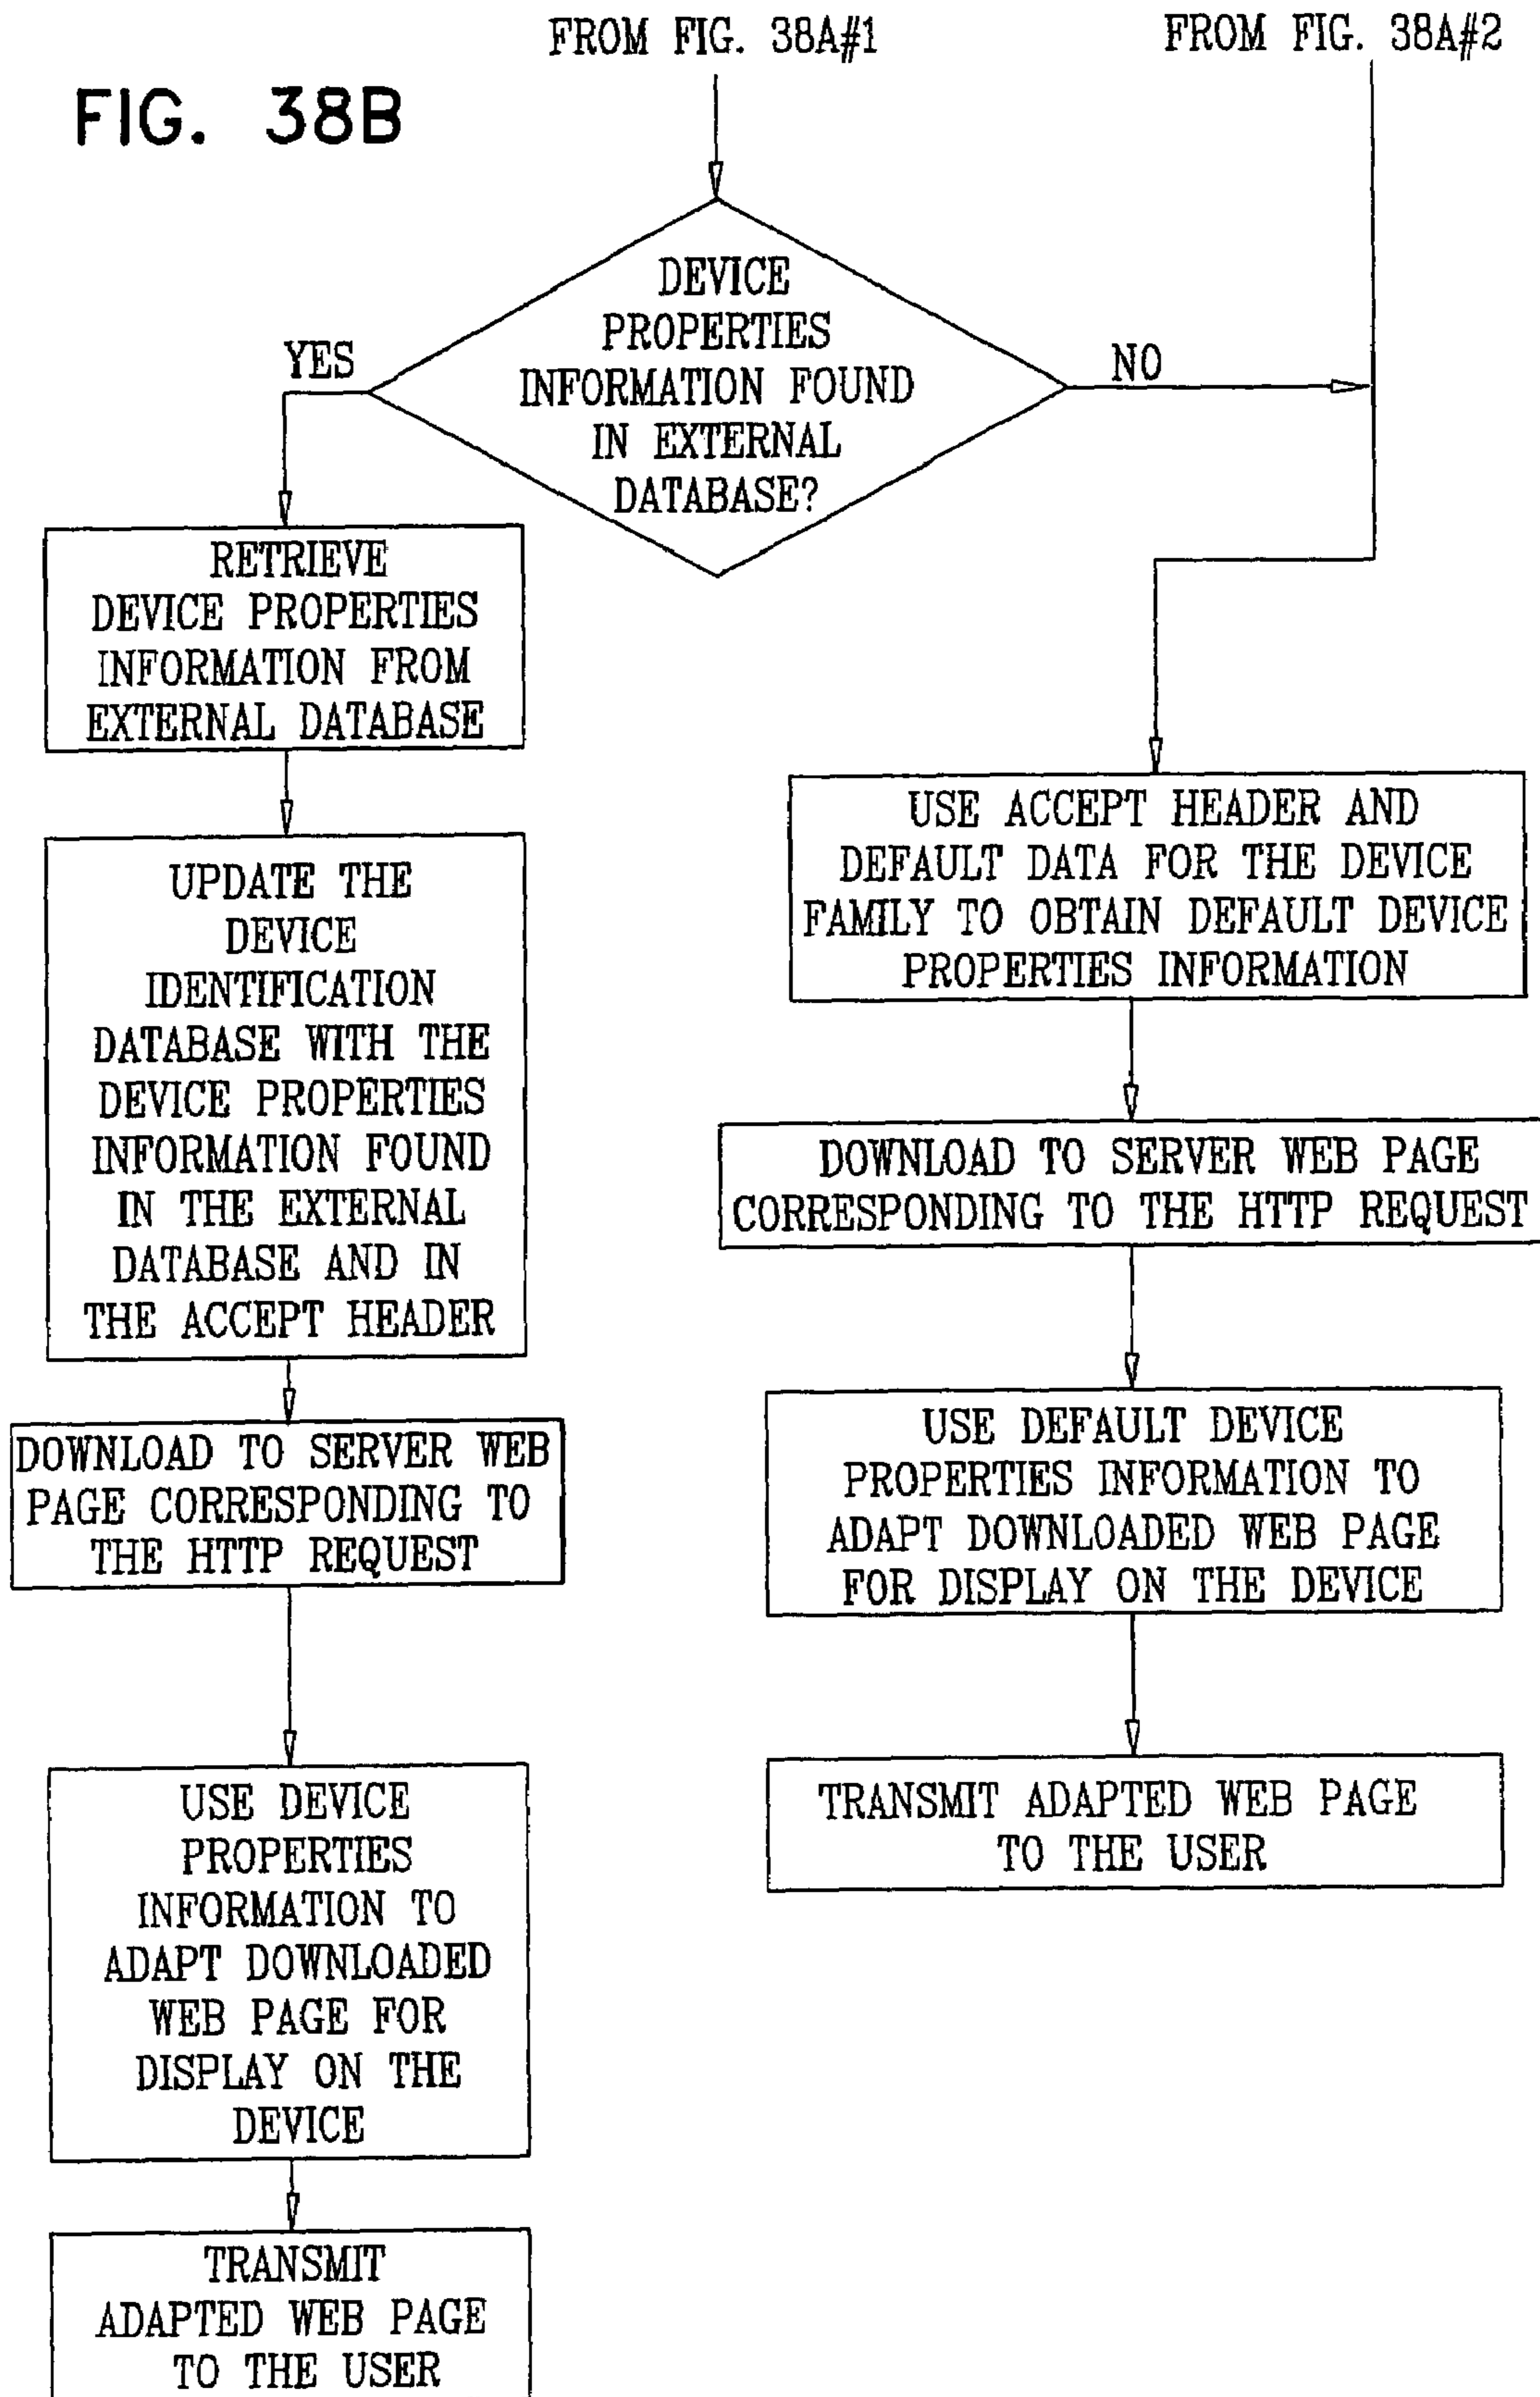 FROM FIG. 38A#1
FROM FIG. 38A#2
FIG. 38B
DEVICE
PROPERTIES
INFORMATION FOUND
IN EXTERNAL
DATABASE?
YES
NO
RETRIEVE
DEVICE PROPERTIES
INFORMATION FROM
EXTERNAL DATABASE
UPDATE THE
DEVICE
IDENTIFICATION
DATABASE WITH THE
DEVICE PROPERTIES
INFORMATION FOUND
IN THE EXTERNAL
DATABASE AND IN
THE ACCEPT HEADER
DOWNLOAD TO SERVER WEB
PAGE CORRESPONDING TO
THE HTTP REQUEST
USE DEVICE
PROPERTIES
INFORMATION TO
ADAPT DOWNLOADED
WEB PAGE FOR
DISPLAY ON THE
DEVICE
TRANSMIT
ADAPTED WEB PAGE
TO THE USER
USE ACCEPT HEADER AND
DEFAULT DATA FOR THE DEVICE
FAMILY TO OBTAIN DEFAULT DEVICE
PROPERTIES INFORMATION
DOWNLOAD TO SERVER WEB PAGE
CORRESPONDING TO THE HTTP REQUEST
USE DEFAULT DEVICE
PROPERTIES INFORMATION TO
ADAPT DOWNLOADED WEB PAGE
FOR DISPLAY ON THE DEVICE
TRANSMIT ADAPTED WEB PAGE
TO THE USER